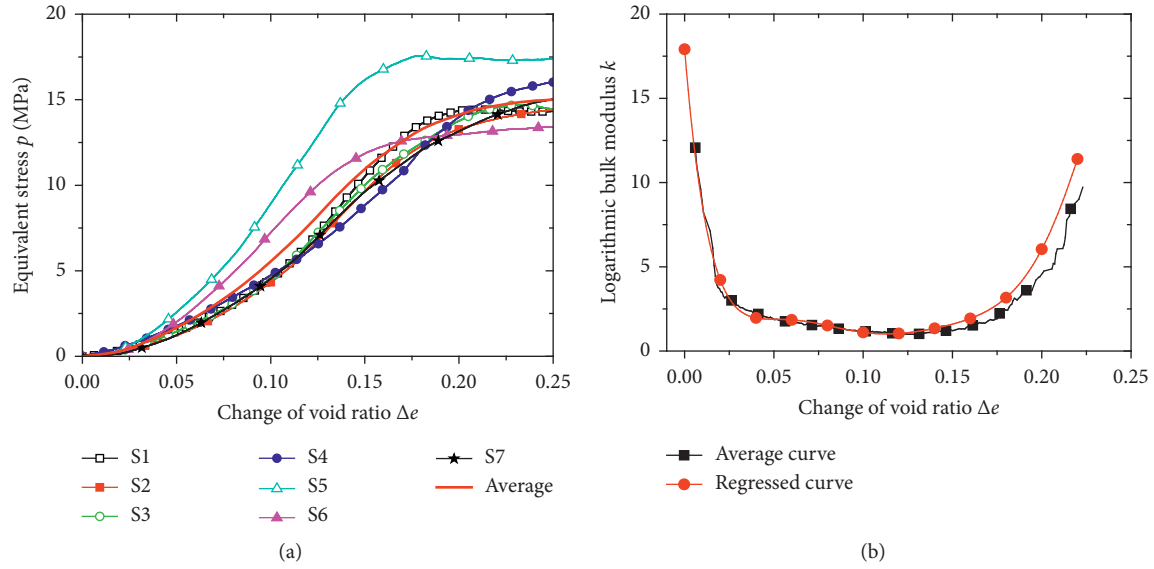 20
15
10
5
0
Equivalent stress p (MPa)
0.00 0.05 0.10 0.15 0.20 0.25
Change of void ratio Δe
S1 S4 S7
S2 S5 Average
S3 S6
(a)
20
15
10
5
0
Logarithmic bulk modulus k
0.00 0.05 0.10 0.15 0.20 0.25
Change of void ratio Δe
Average curve
Regressed curve
(b)